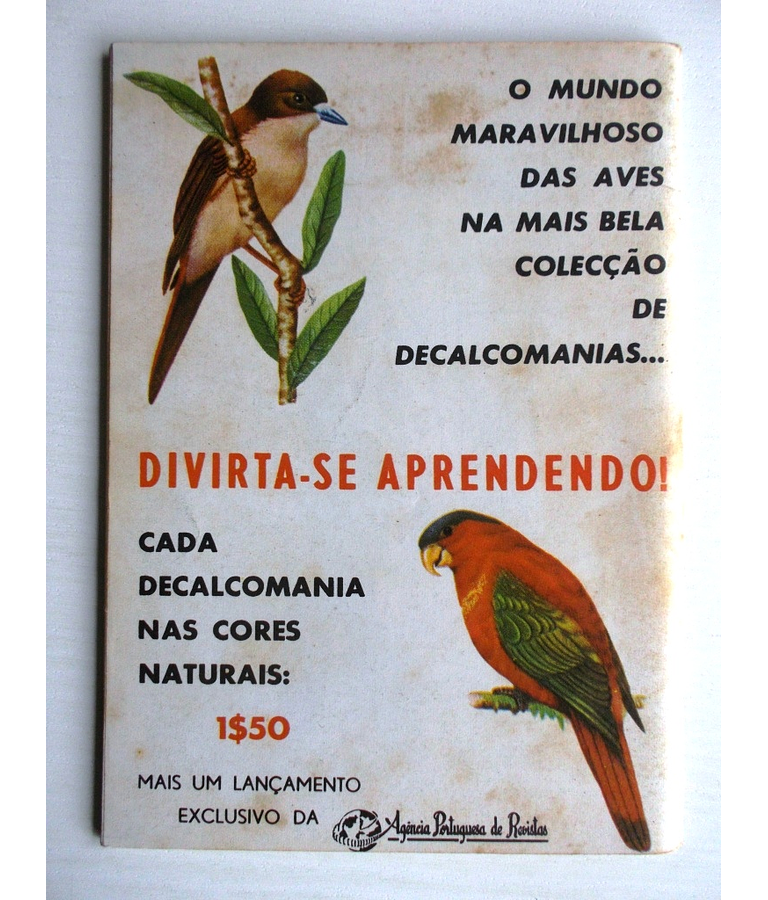 O MUNDO
MARAVILHOSO
DAS AVES
NA MAIS BELA
COLECÇÃO
DE
DECALCOMANIAS...
DIVIRTA-SE APRENDENDO!
CADA
DECALCOMANIA
NAS CORES
NATURAIS:
1$50
MAIS UM LANÇAMENTO
EXCLUSIVO DA Agência Portuguesa de Revistas